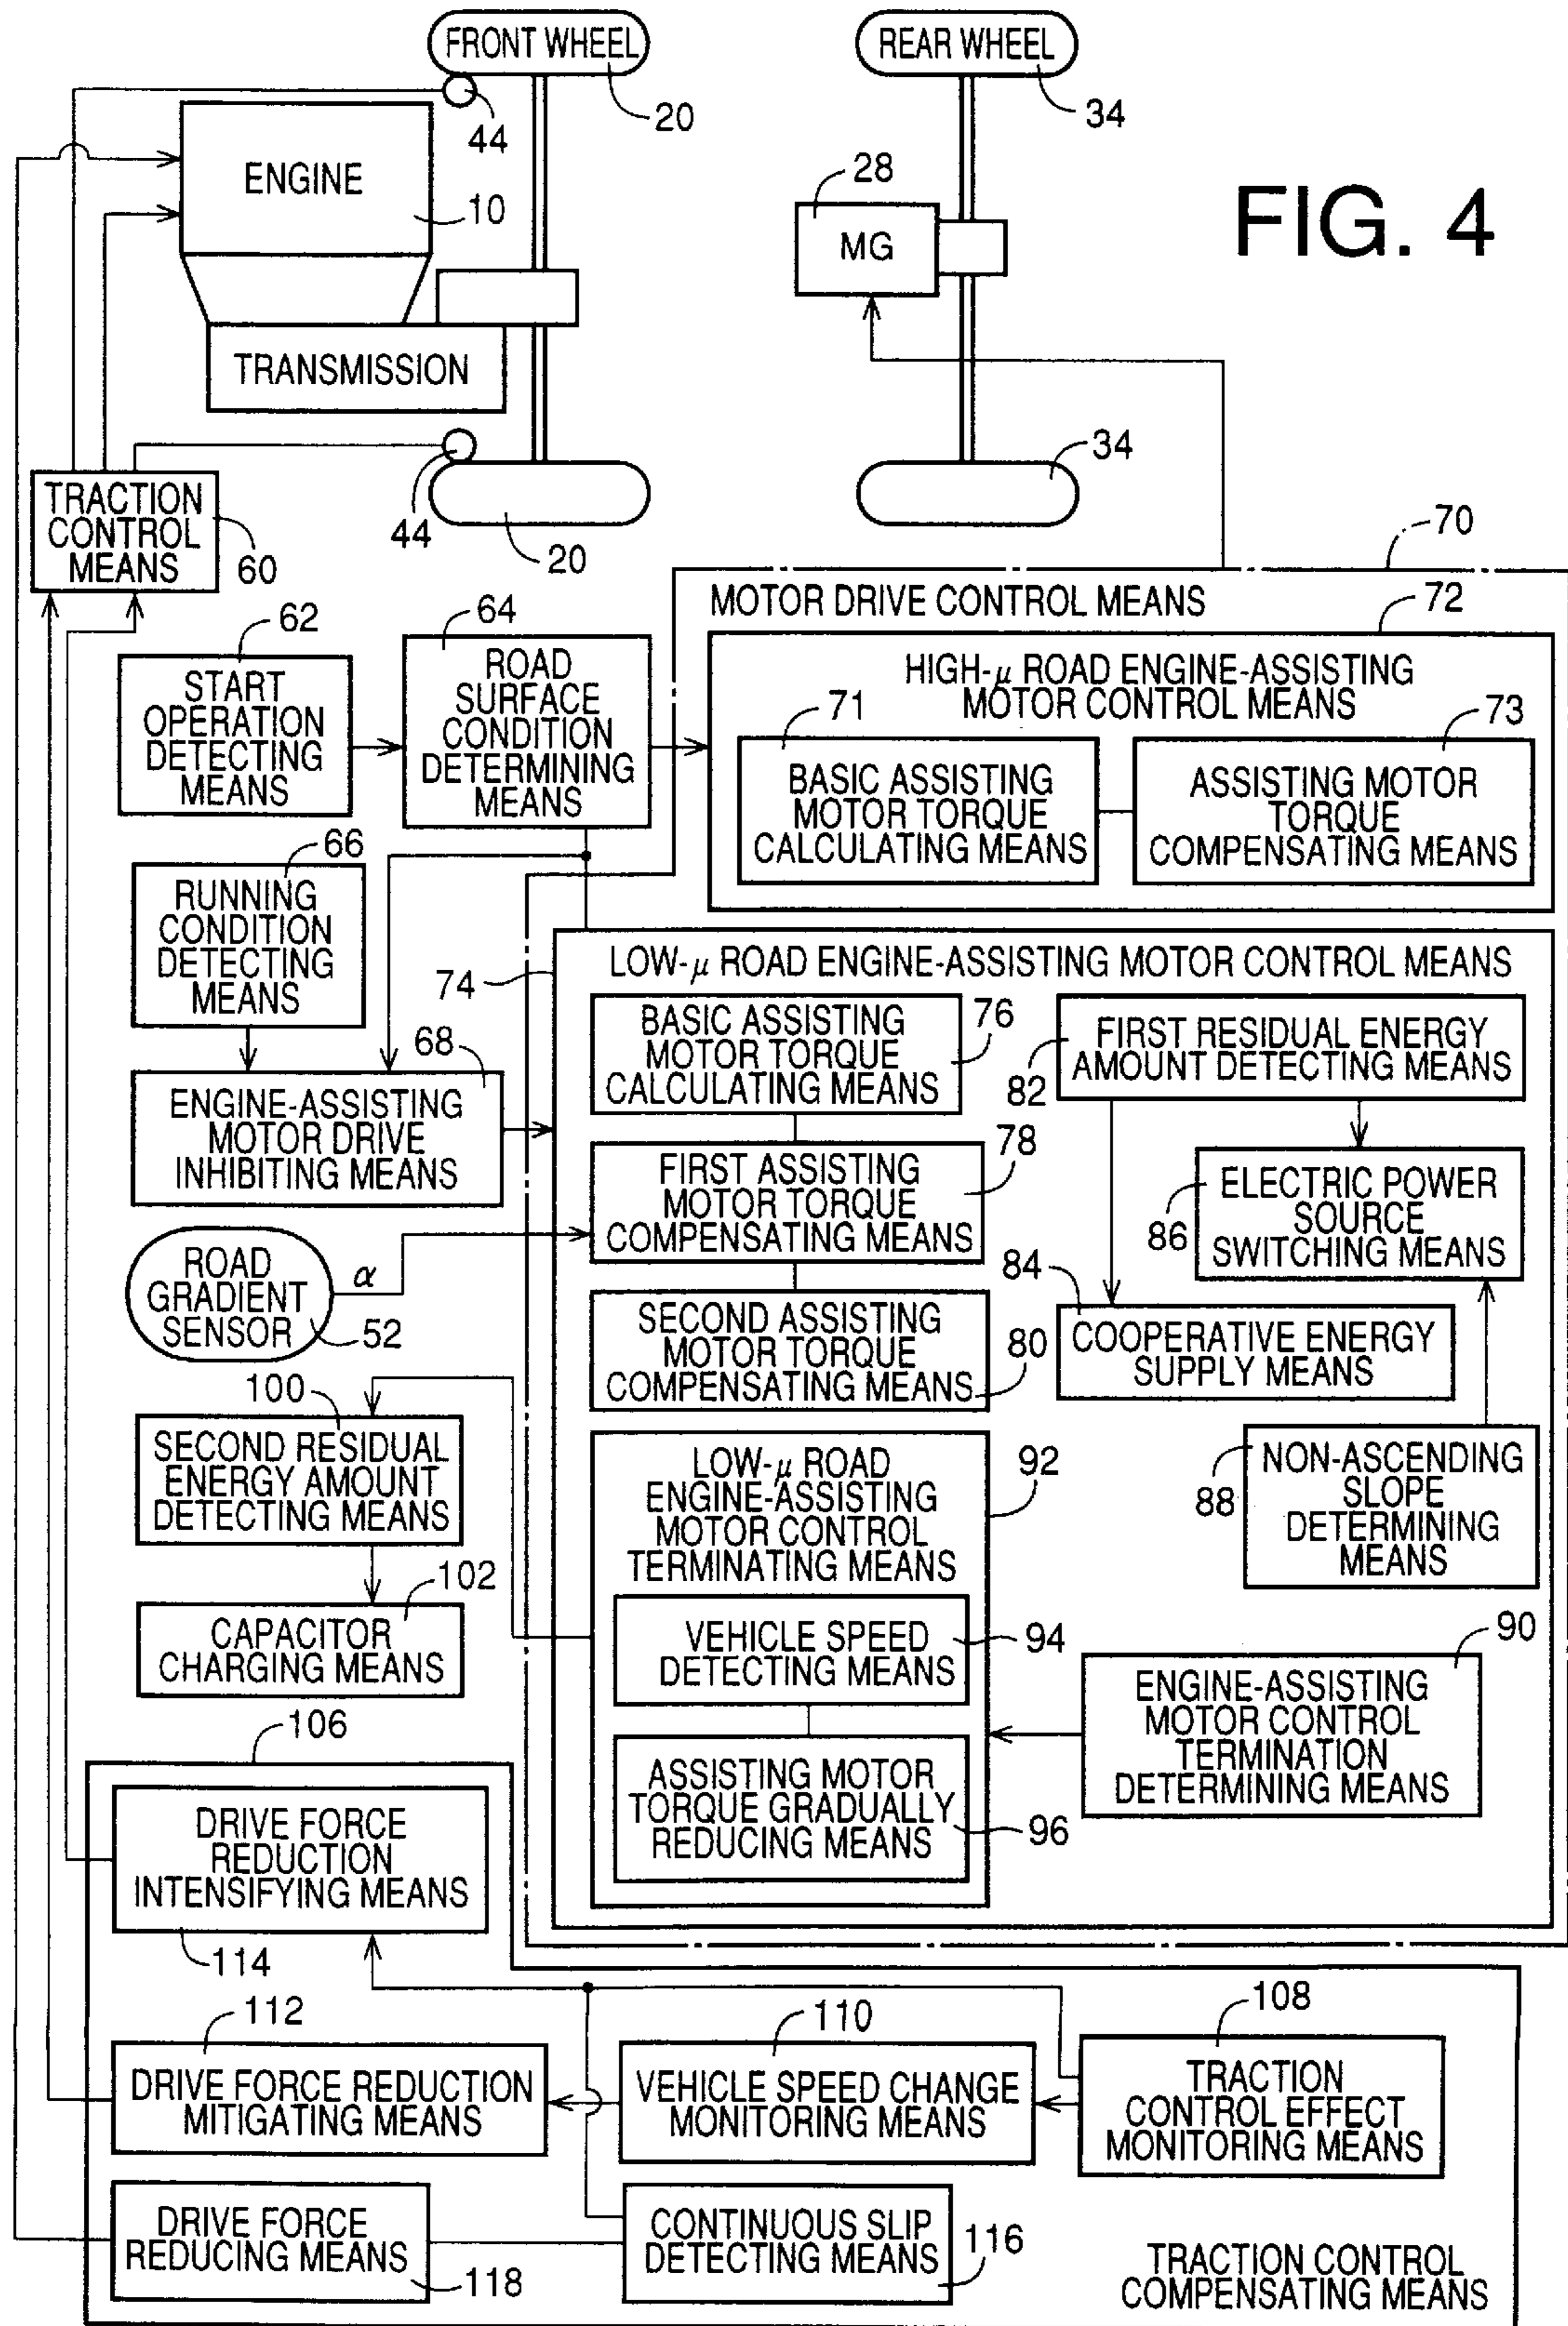 FRONT WHEEL
REAR WHEEL
20
34
44
28
ENGINE
10
MG
FIG. 4
TRANSMISSION
34
44
20
TRACTION
CONTROL
MEANS
60
70
MOTOR DRIVE CONTROL MEANS
72
62
64
START
OPERATION
DETECTING
MEANS
ROAD
SURFACE
CONDITION
DETERMINING
MEANS
HIGH-μ ROAD ENGINE-ASSISTING
MOTOR CONTROL MEANS
71
73
BASIC ASSISTING
MOTOR TORQUE
CALCULATING MEANS
ASSISTING MOTOR
TORQUE
COMPENSATING MEANS
66
RUNNING
CONDITION
DETECTING
MEANS
74
LOW-μ ROAD ENGINE-ASSISTING MOTOR CONTROL MEANS
BASIC ASSISTING
MOTOR TORQUE
CALCULATING MEANS
76
FIRST RESIDUAL ENERGY
AMOUNT DETECTING MEANS
82
68
ENGINE-ASSISTING
MOTOR DRIVE
INHIBITING MEANS
FIRST ASSISTING
MOTOR TORQUE
COMPENSATING MEANS
78
ELECTRIC POWER
SOURCE
SWITCHING MEANS
86
ROAD
GRADIENT
SENSOR
α
52
84
SECOND ASSISTING
MOTOR TORQUE
COMPENSATING MEANS
80
COOPERATIVE ENERGY
SUPPLY MEANS
100
SECOND RESIDUAL
ENERGY AMOUNT
DETECTING MEANS
LOW-μ ROAD
ENGINE-ASSISTING
MOTOR CONTROL
TERMINATING MEANS
92
NON-ASCENDING
SLOPE
DETERMINING
MEANS
88
102
CAPACITOR
CHARGING MEANS
VEHICLE SPEED
DETECTING MEANS
94
90
ENGINE-ASSISTING
MOTOR CONTROL
TERMINATION
DETERMINING MEANS
106
ASSISTING MOTOR
TORQUE GRADUALLY
REDUCING MEANS
96
DRIVE FORCE
REDUCTION
INTENSIFYING MEANS
114
112
110
108
DRIVE FORCE REDUCTION
MITIGATING MEANS
VEHICLE SPEED CHANGE
MONITORING MEANS
TRACTION
CONTROL EFFECT
MONITORING MEANS
DRIVE FORCE
REDUCING MEANS
118
CONTINUOUS SLIP
DETECTING MEANS
116
TRACTION CONTROL
COMPENSATING MEANS